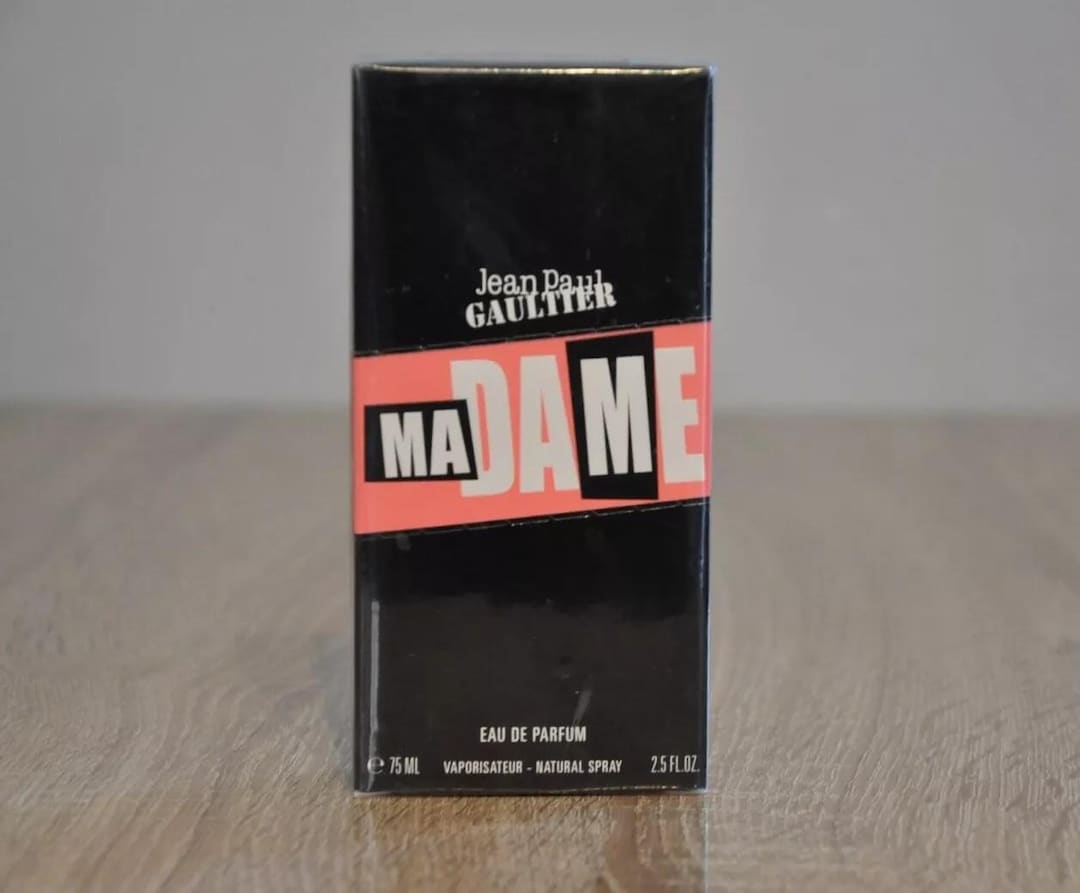 Jean Paul
GAULTIER
MADAME
EAU DE PARFUM
℮ 75 ML VAPORISATEUR - NATURAL SPRAY 2.5 FL.OZ.